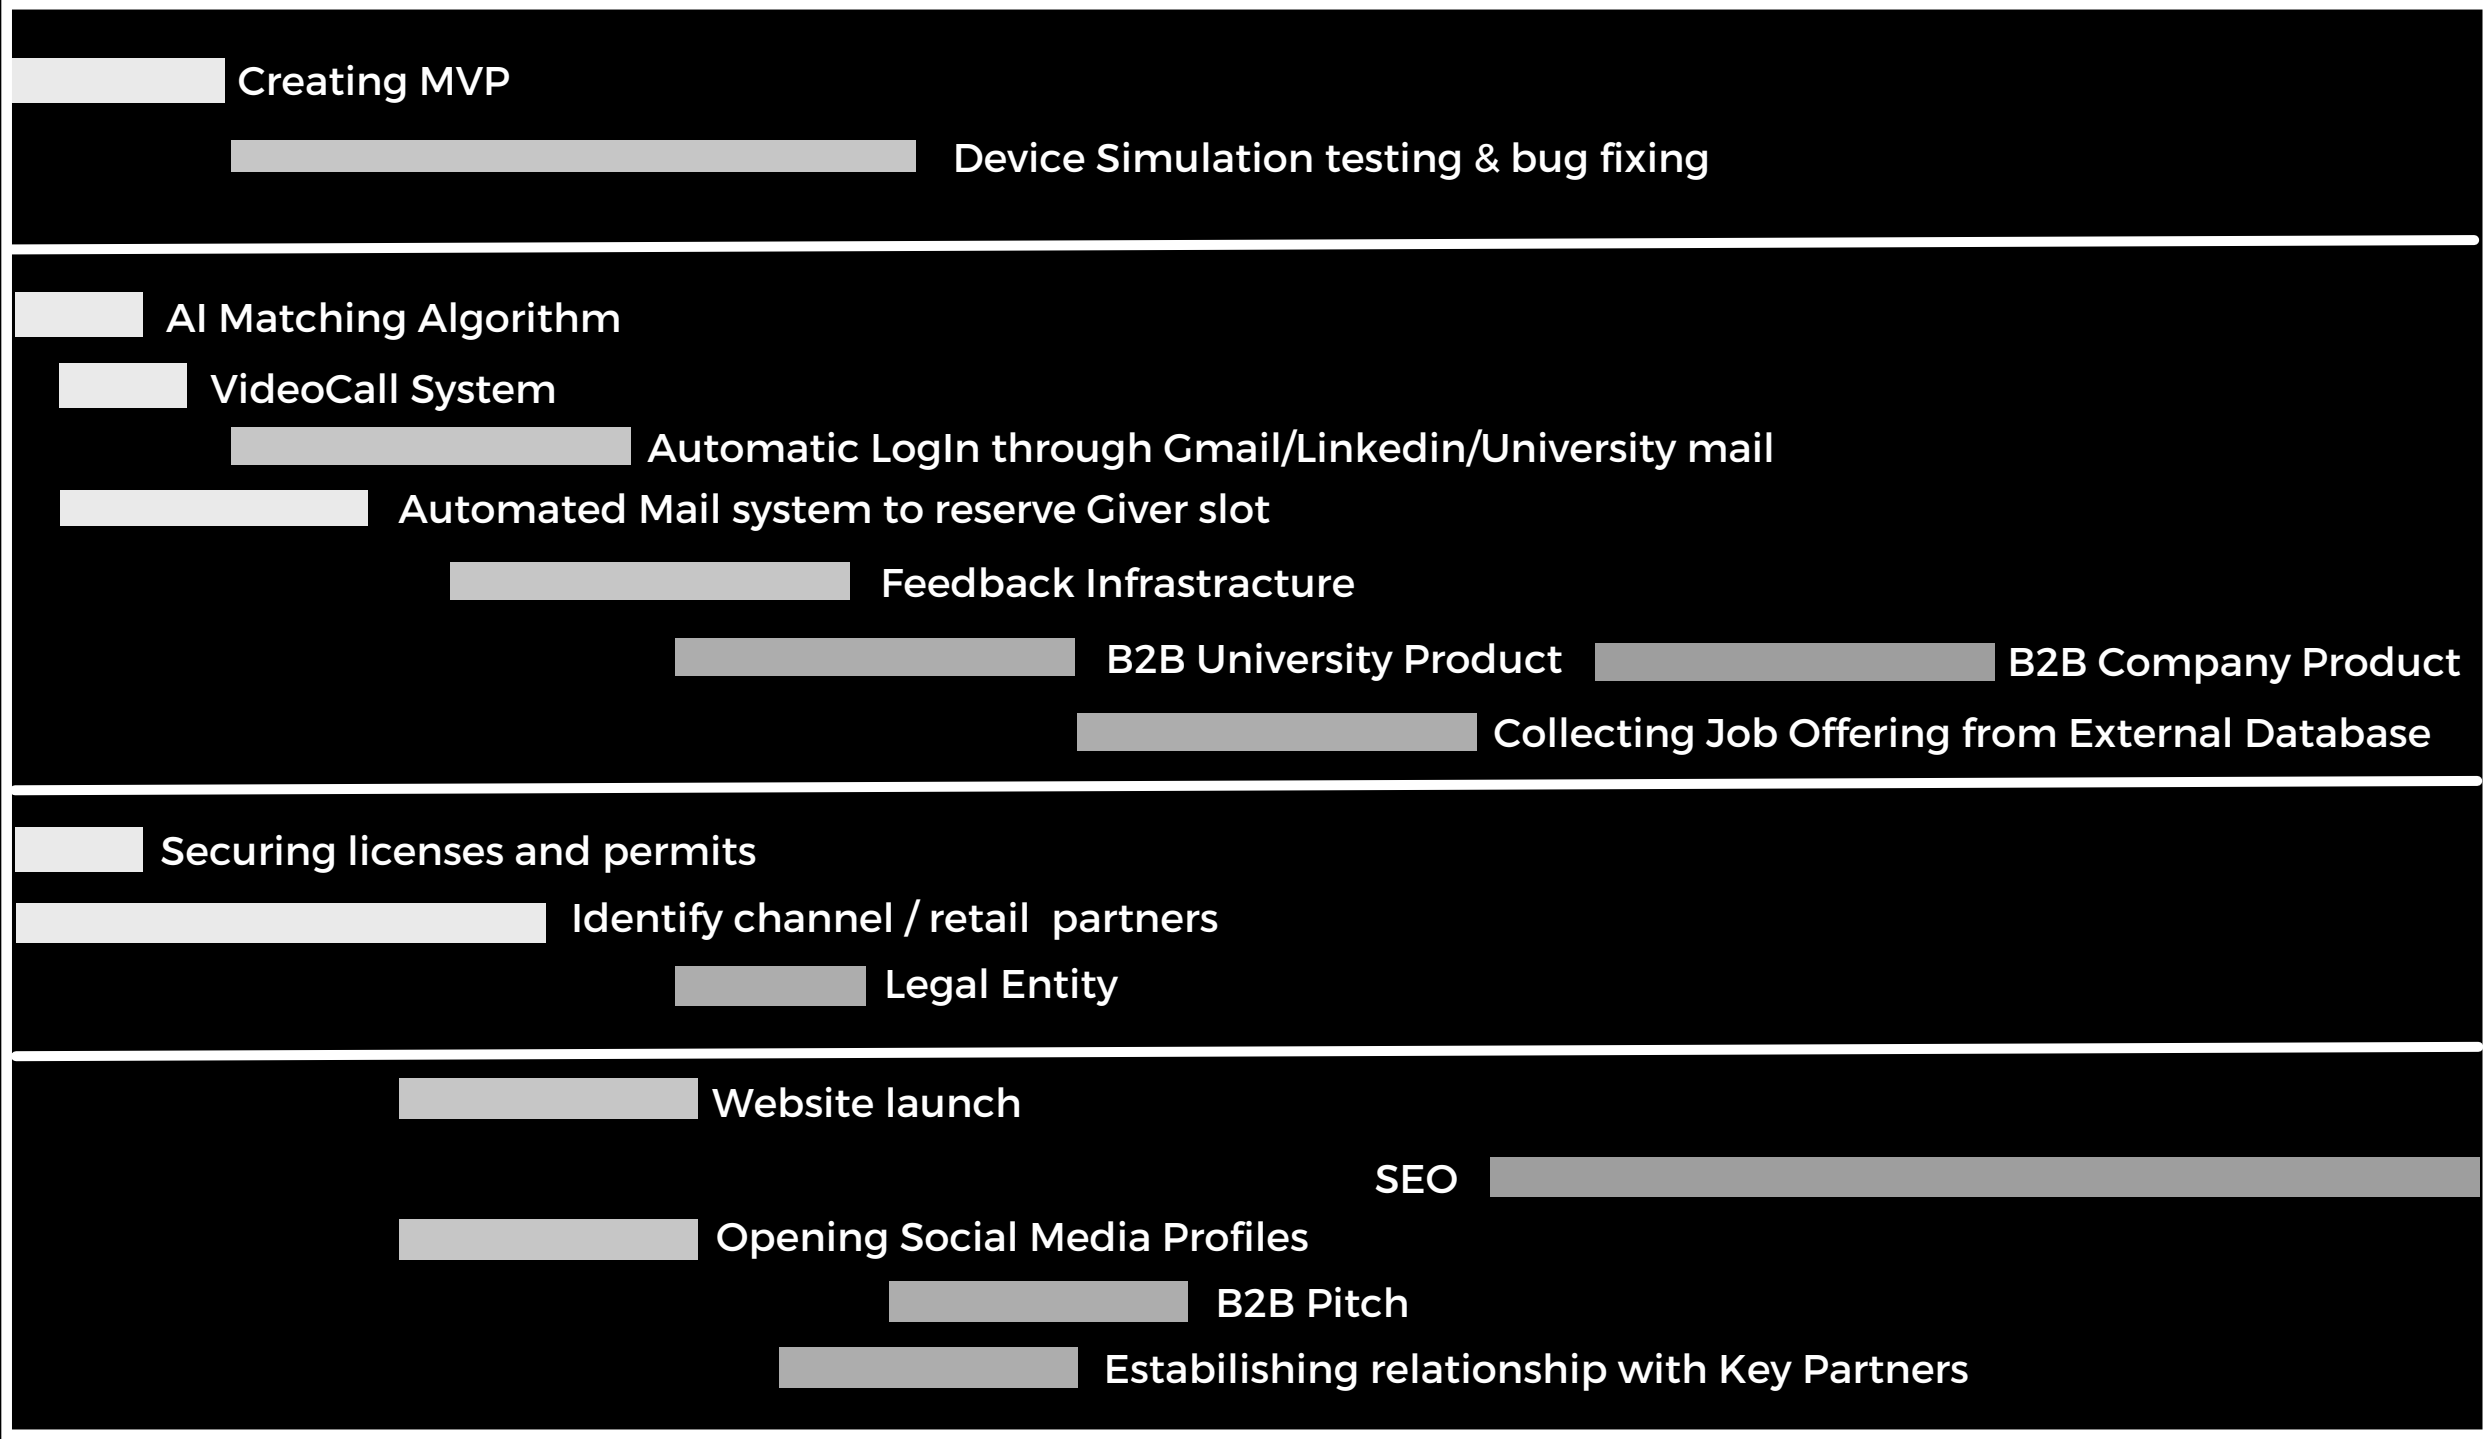 Creating MVP
Device Simulation testing & bug fixing
AI Matching Algorithm
VideoCall System
Automatic LogIn through Gmail/Linkedin/University mail
Automated Mail system to reserve Giver slot
Feedback Infrastracture
B2B University Product
B2B Company Product
Collecting Job Offering from External Database
Securing licenses and permits
Identify channel / retail  partners
Legal Entity
Website launch
SEO
Opening Social Media Profiles
B2B Pitch
Estabilishing relationship with Key Partners